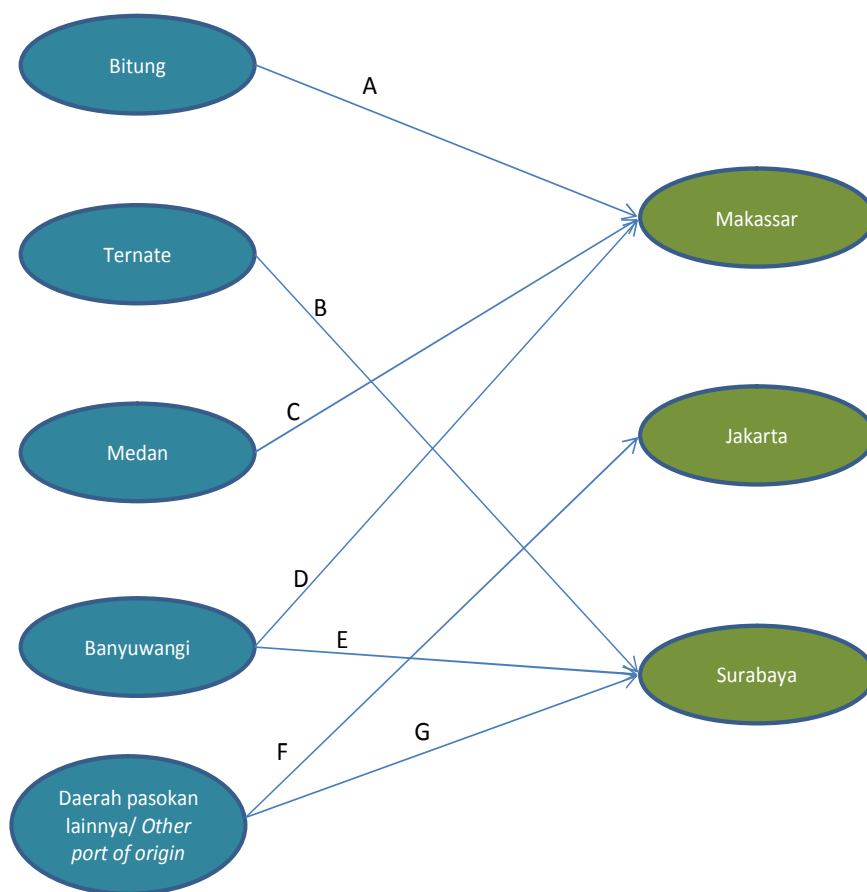 Bitung
A
Makassar
Ternate
B
C
Medan
Jakarta
D
Banyuwangi
E
Surabaya
F
G
Daerah pasokan
lainnya/ Other
port of origin